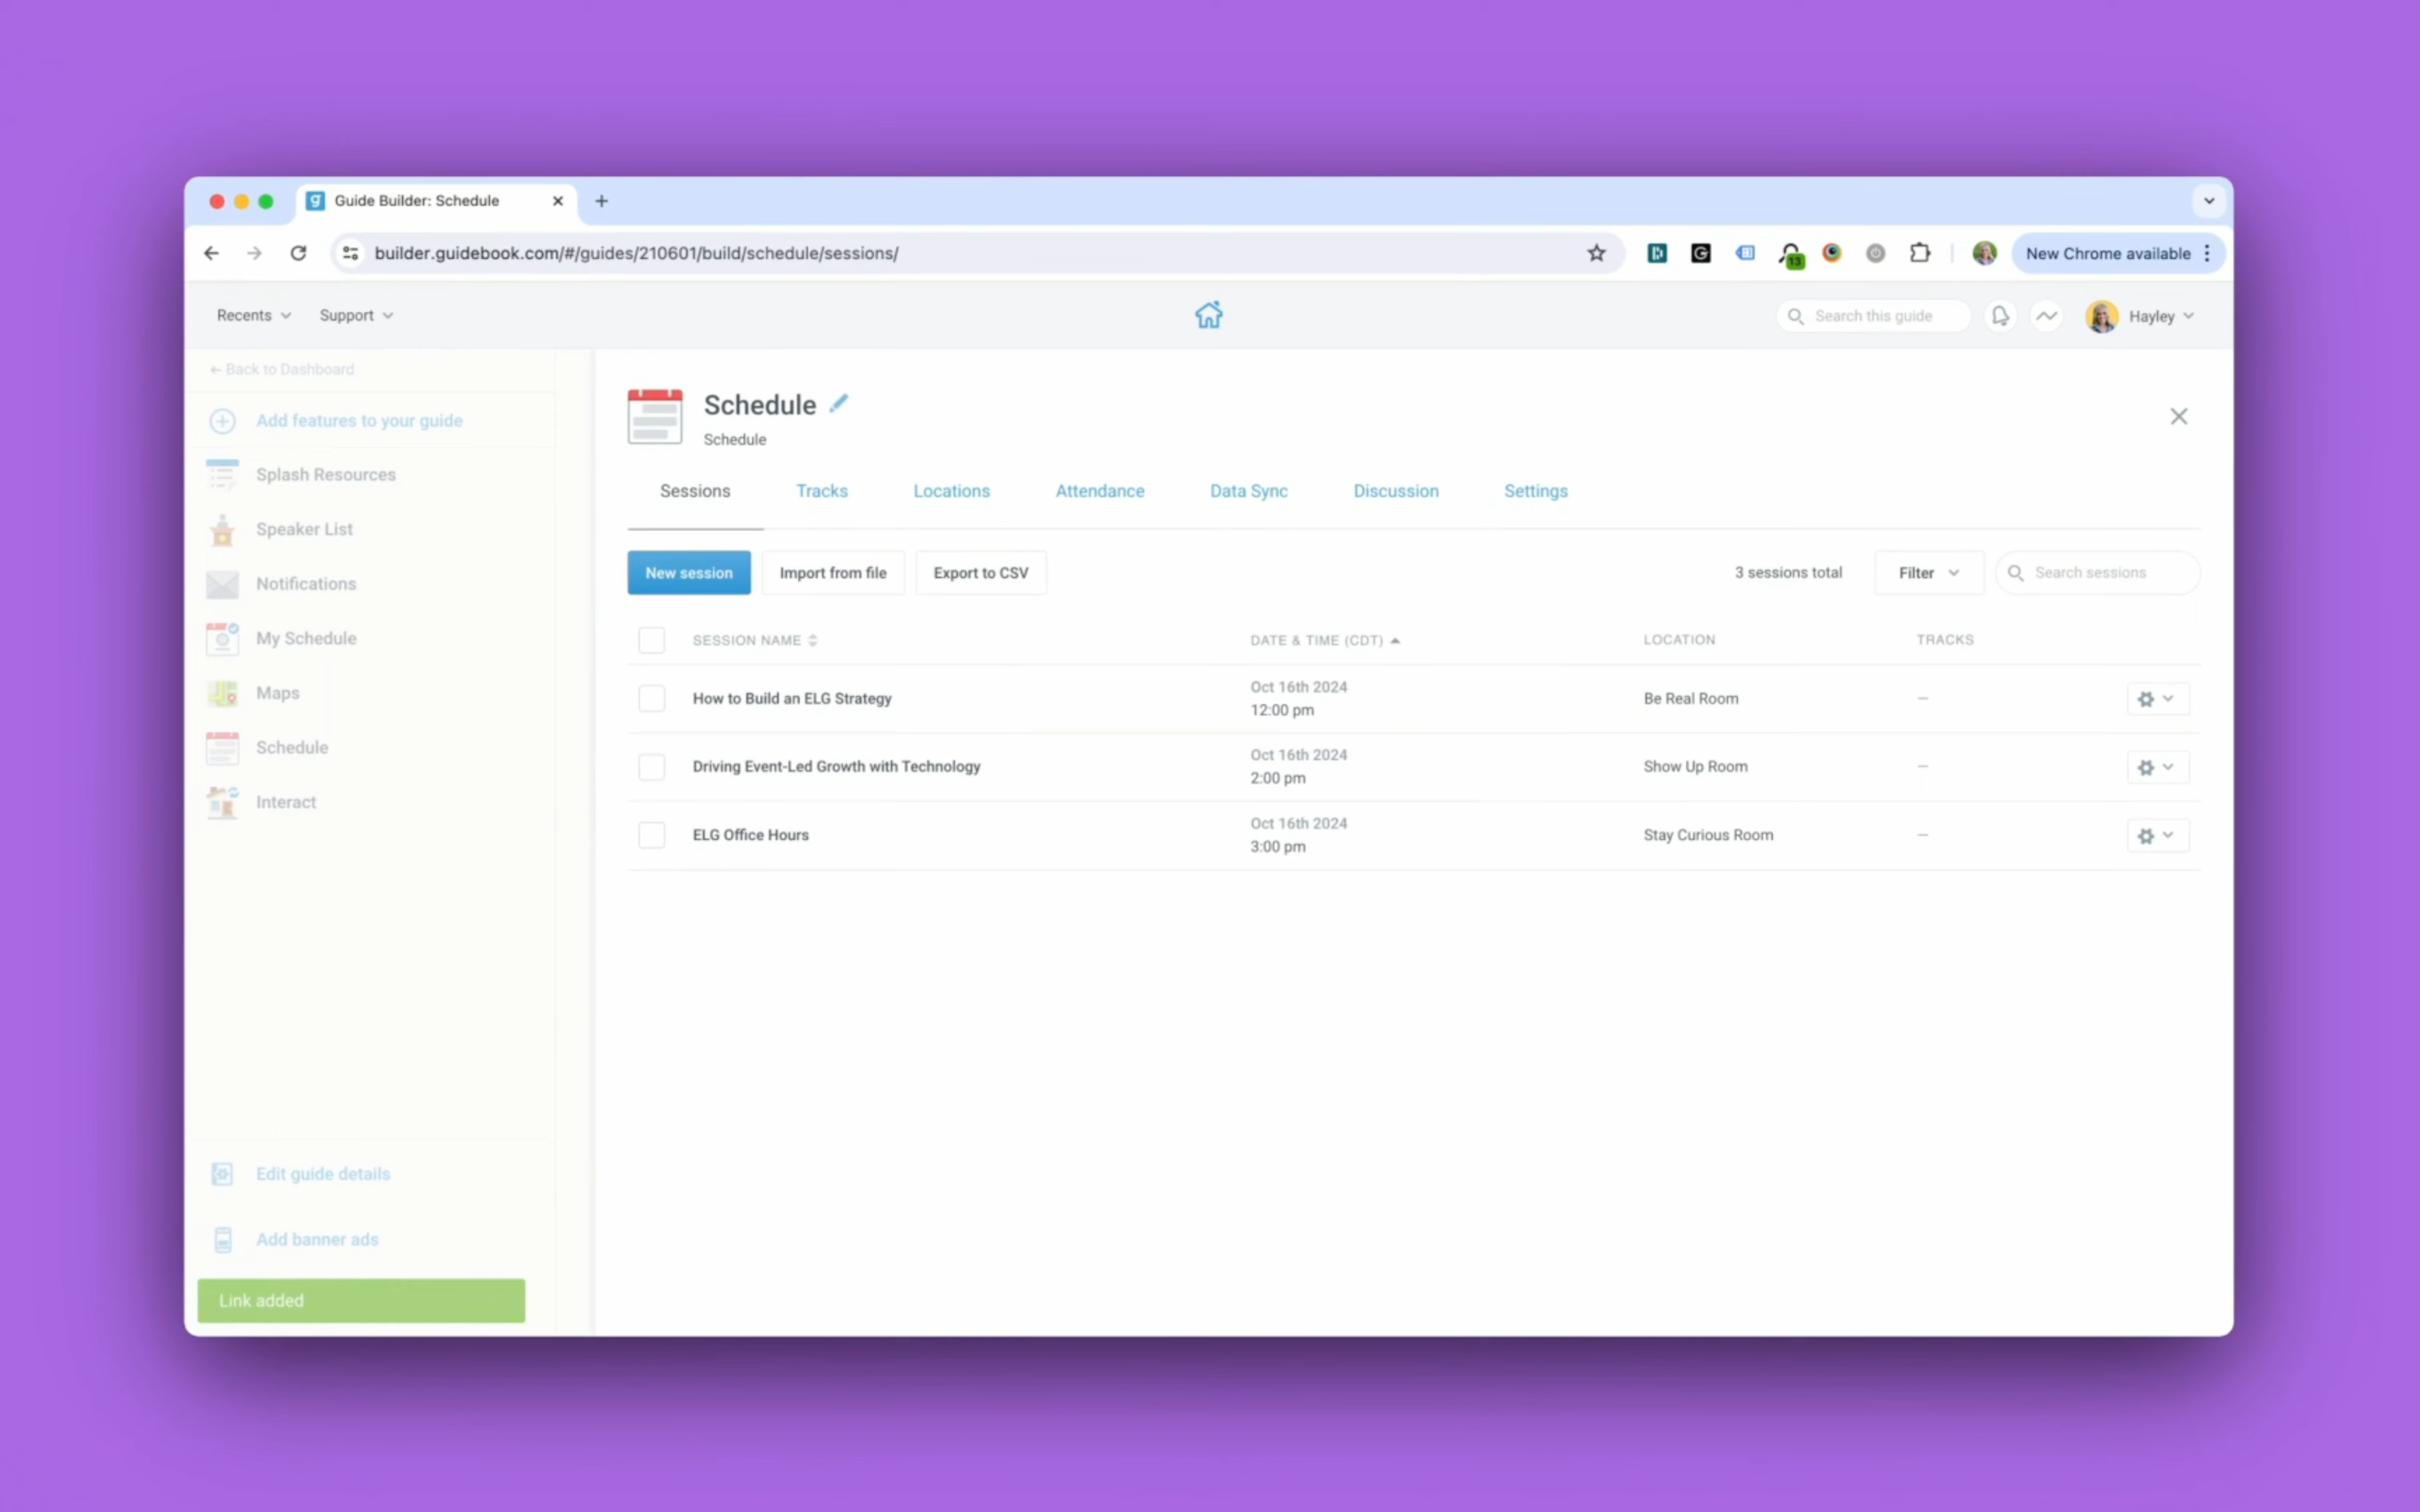 Guide Builder: Schedule
builder.guidebook.com/#/guides/210601/build/schedule/sessions/
13
New Chrome available
Recents
Support
Search this guide
Hayley
← Back to Dashboard
Add features to your guide
Splash Resources
Speaker List
Notifications
My Schedule
Maps
Schedule
Interact
Edit guide details
Add banner ads
Link added
Schedule
Schedule
Sessions Tracks Locations Attendance Data Sync Discussion Settings
New session Import from file Export to CSV 3 sessions total Filter Search sessions
SESSION NAME DATE & TIME (CDT) LOCATION TRACKS
How to Build an ELG Strategy Oct 16th 2024 12:00 pm Be Real Room –
Driving Event-Led Growth with Technology Oct 16th 2024 2:00 pm Show Up Room –
ELG Office Hours Oct 16th 2024 3:00 pm Stay Curious Room –